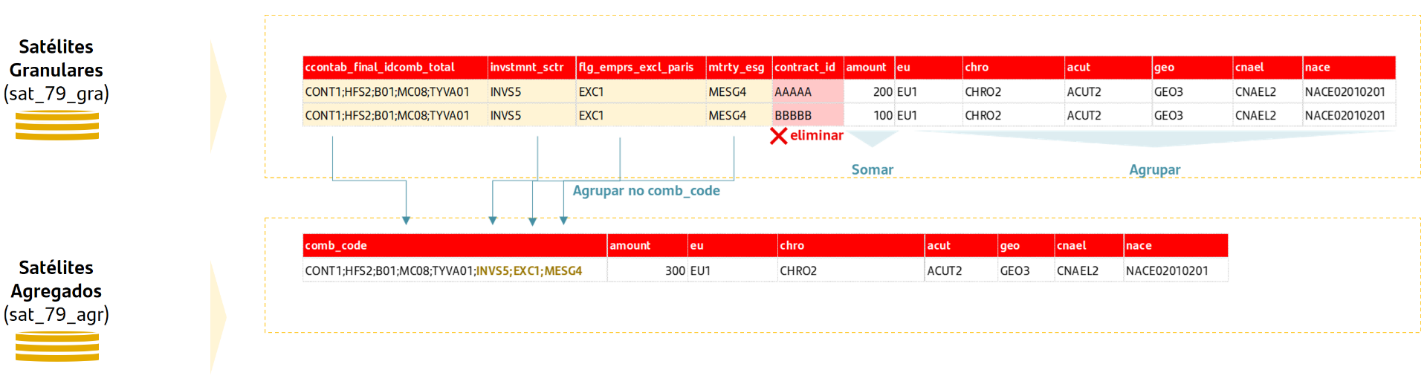 Satélites
Granulares
(sat_79_gra)
ccontab_final_idcomb_total invstmnt_sctr flg_emprs_excl_paris mtrty_esg contract_id amount eu chro acut geo cnael nace
CONT1;HFS2;B01;MC08;TYVA01 INVS5 EXC1 MESG4 AAAAA 200 EU1 CHRO2 ACUT2 GEO3 CNAEL2 NACE02010201
CONT1;HFS2;B01;MC08;TYVA01 INVS5 EXC1 MESG4 BBBBB 100 EU1 CHRO2 ACUT2 GEO3 CNAEL2 NACE02010201
eliminar
Somar
Agrupar
Agrupar no comb_code
Satélites
Agregados
(sat_79_agr)
comb_code amount eu chro acut geo cnael nace
CONT1;HFS2;B01;MC08;TYVA01;INVS5;EXC1;MESG4 300 EU1 CHRO2 ACUT2 GEO3 CNAEL2 NACE02010201